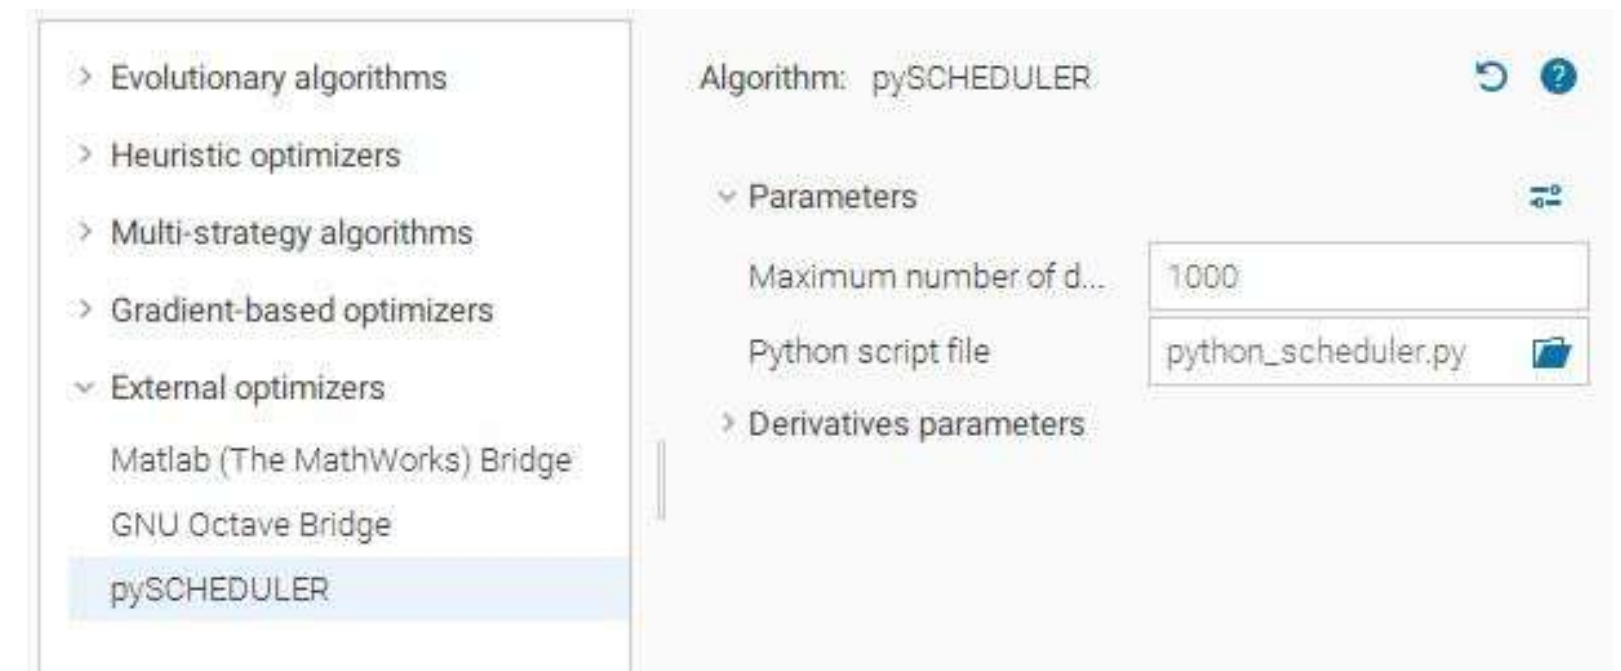 Evolutionary algorithms
Heuristic optimizers
Multi-strategy algorithms
Gradient-based optimizers
External optimizers
Matlab (The MathWorks) Bridge
GNU Octave Bridge
pySCHEDULER
Algorithm: pySCHEDULER
?
Parameters
Maximum number of d... 1000
Python script file python_scheduler.py
Derivatives parameters